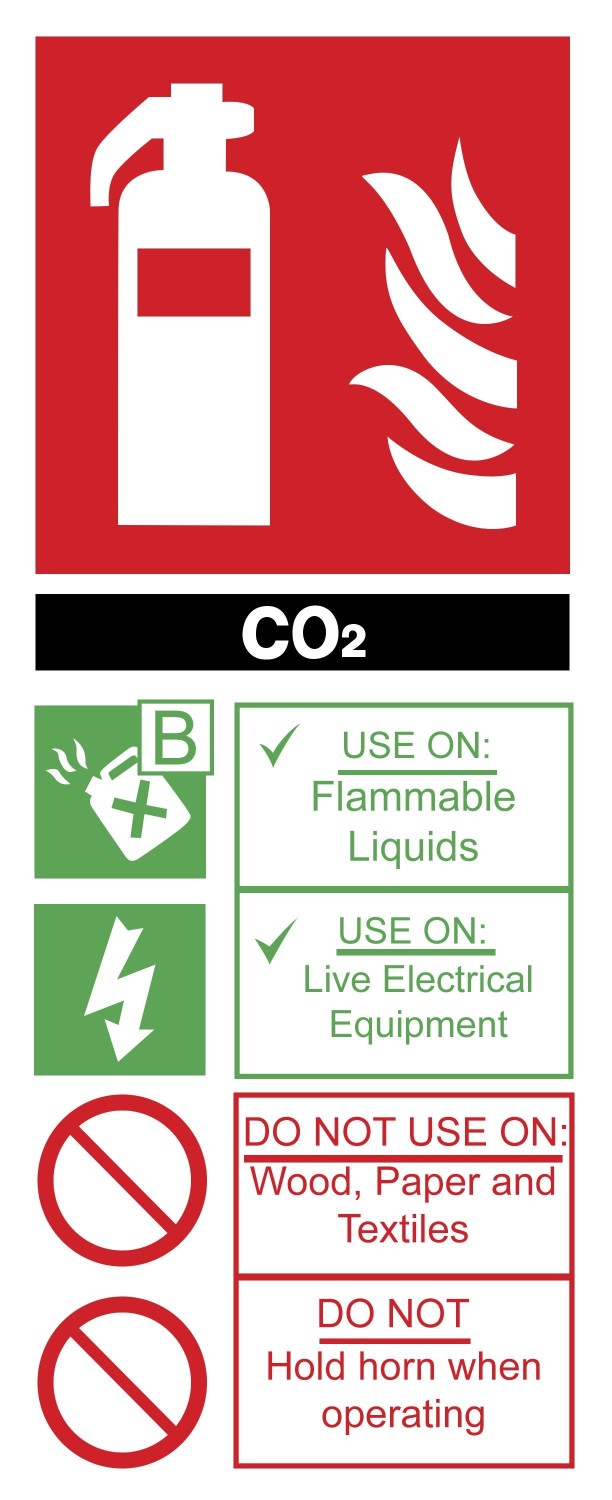 CO₂
B
USE ON:
Flammable
Liquids
USE ON:
Live Electrical
Equipment
DO NOT USE ON:
Wood, Paper and
Textiles
DO NOT
Hold horn when
operating